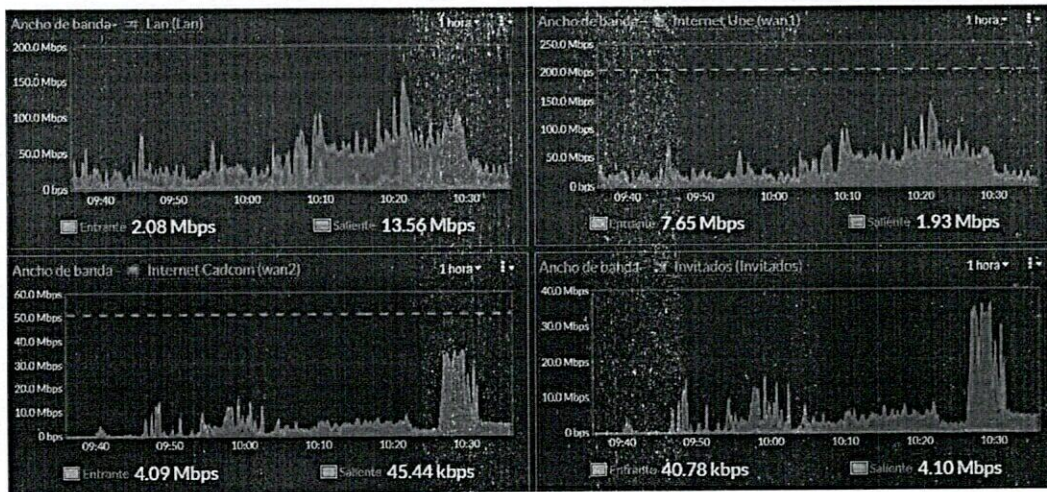 Ancho de banda Lan (Lan) 1 hora
200.0 Mbps
150.0 Mbps
100.0 Mbps
50.0 Mbps
0 bps
09:40 09:50 10:00 10:10 10:20 10:30
Entrante 2.08 Mbps Saliente 13.56 Mbps
Ancho de banda Internet Une (wan1) 1 hora
250.0 Mbps
200.0 Mbps
150.0 Mbps
100.0 Mbps
50.0 Mbps
0 bps
09:40 09:50 10:00 10:10 10:20 10:30
Entrante 7.65 Mbps Saliente 1.93 Mbps
Ancho de banda Internet Cadcom (wan2) 1 hora
60.0 Mbps
50.0 Mbps
40.0 Mbps
30.0 Mbps
20.0 Mbps
10.0 Mbps
0 bps
09:40 09:50 10:00 10:10 10:20 10:30
Entrante 4.09 Mbps Saliente 45.44 kbps
Ancho de banda Invitados (Invitados) 1 hora
40.0 Mbps
30.0 Mbps
20.0 Mbps
10.0 Mbps
0 bps
09:40 09:50 10:00 10:10 10:20 10:30
Entrante 40.78 kbps Saliente 4.10 Mbps